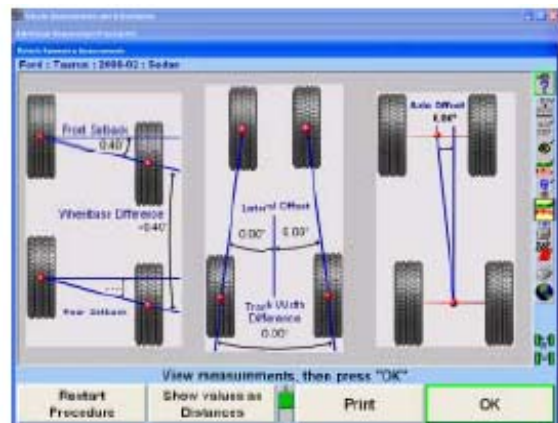 Ford : Taurus : 2000-02 : Sedan
Front Setback
0.40°
Wheelbase Difference
-0.40°
Rear Setback
Lateral Offset
0.00° 0.00°
Track Width
Difference
0.00°
Axle Offset
0.00°
View measurements, then press "OK"
Restart
Procedure
Show values as
Distances
Print
OK